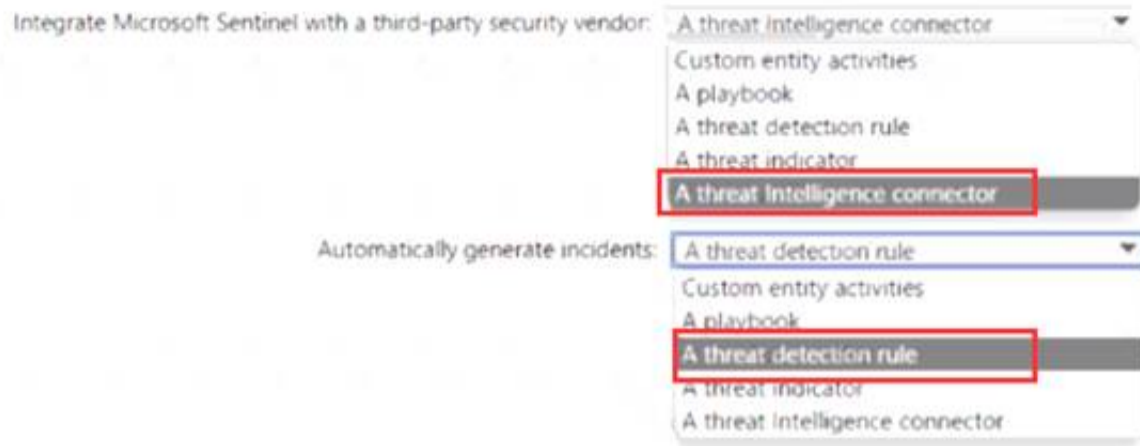 Integrate Microsoft Sentinel with a third-party security vendor: A threat Intelligence connector
Custom entity activities
A playbook
A threat detection rule
A threat indicator
A threat Intelligence connector
Automatically generate incidents: A threat detection rule
Custom entity activities
A playbook
A threat detection rule
A threat indicator
A threat Intelligence connector